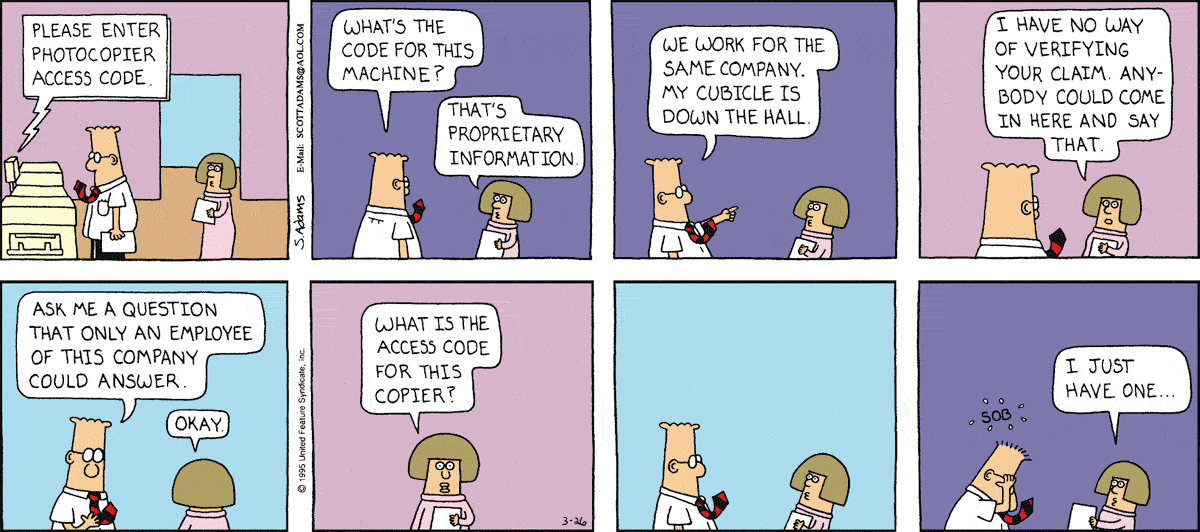 PLEASE ENTER
PHOTOCOPIER
ACCESS CODE.
S. Adams
E-Mail: SCOTTADAMS@AOL.COM
WHAT'S THE
CODE FOR THIS
MACHINE?
THAT'S
PROPRIETARY
INFORMATION.
WE WORK FOR THE
SAME COMPANY.
MY CUBICLE IS
DOWN THE HALL.
I HAVE NO WAY
OF VERIFYING
YOUR CLAIM. ANY-
BODY COULD COME
IN HERE AND SAY
THAT.
ASK ME A QUESTION
THAT ONLY AN EMPLOYEE
OF THIS COMPANY
COULD ANSWER.
OKAY.
© 1995 United Feature Syndicate, Inc.
WHAT IS THE
ACCESS CODE
FOR THIS
COPIER?
3-26
SOB
I JUST
HAVE ONE...